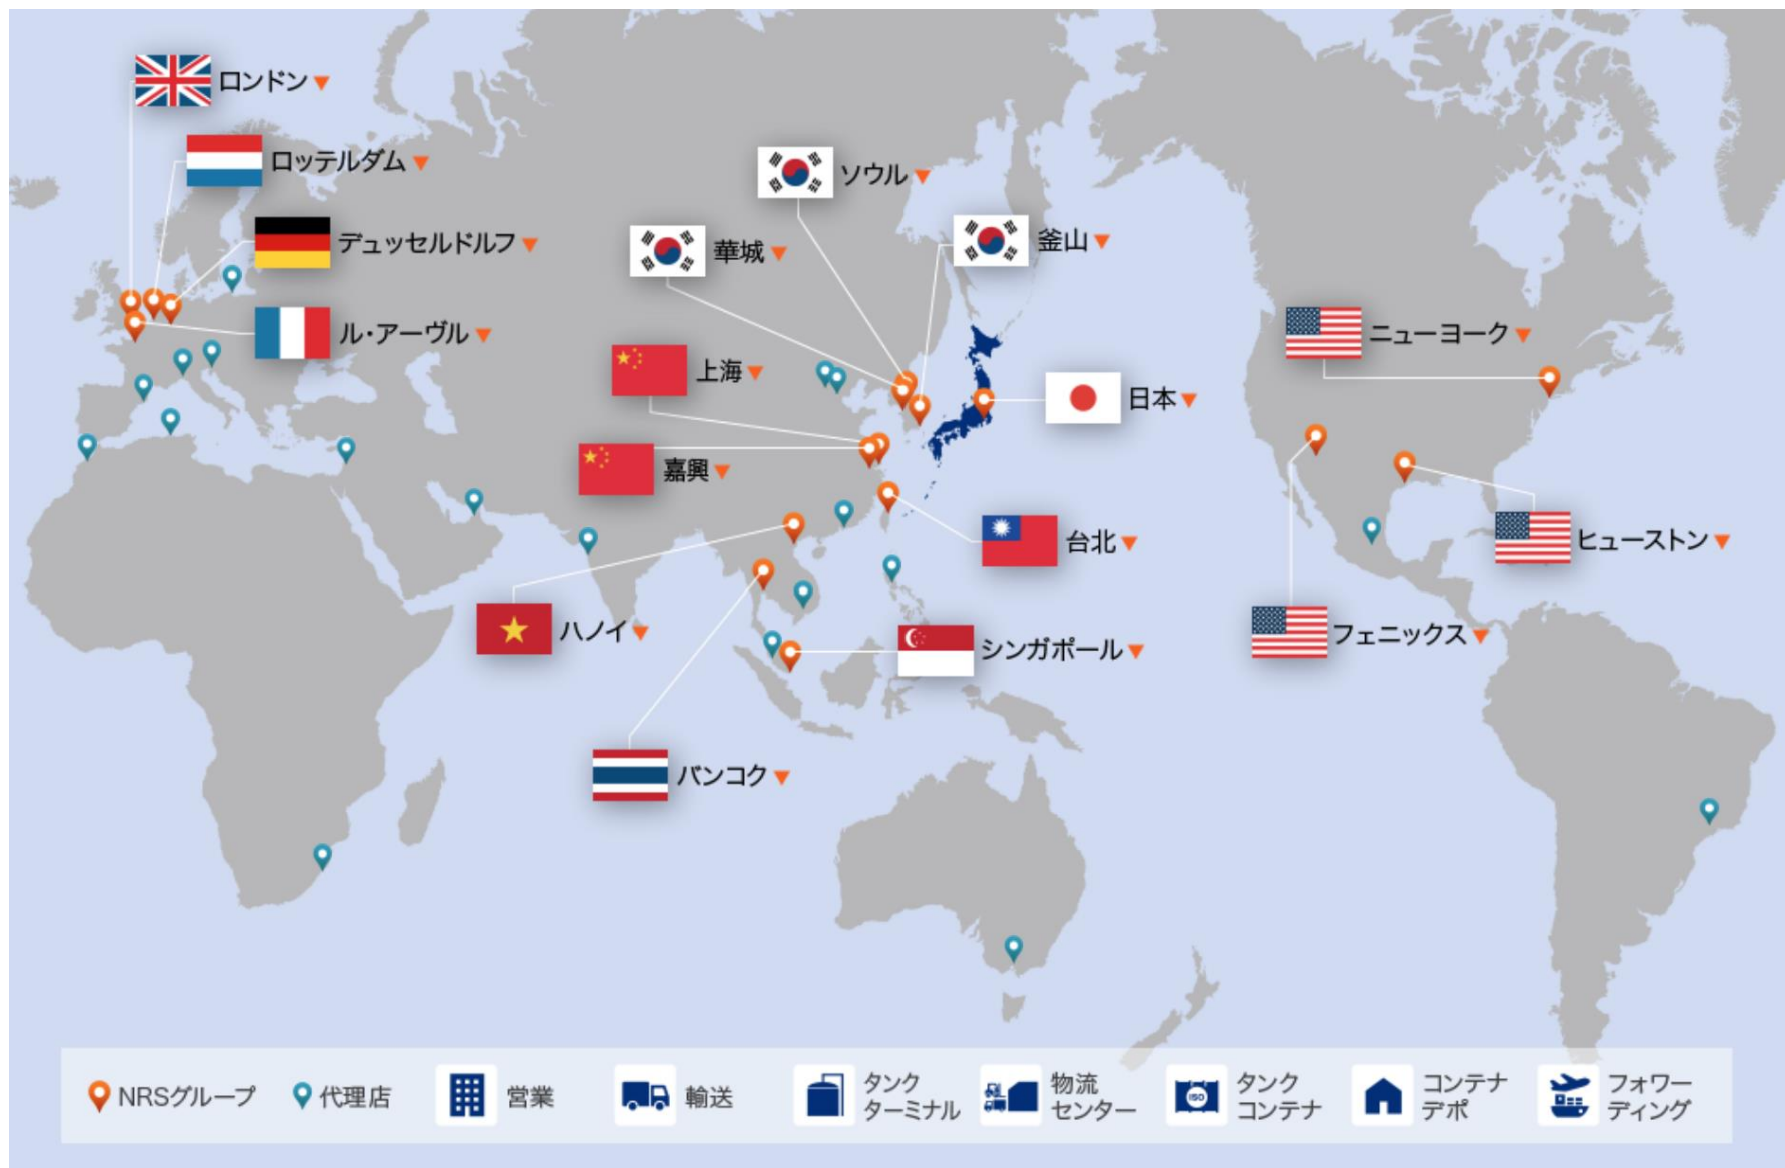 ロンドン▼
ロッテルダム▼
デュッセルドルフ▼
ル・アーヴル▼
ソウル▼
華城▼
釜山▼
上海▼
嘉興▼
日本▼
台北▼
ハノイ▼
シンガポール▼
バンコク▼
ニューヨーク▼
ヒューストン▼
フェニックス▼
NRSグループ
代理店
営業
輸送
タンク
ターミナル
物流
センター
ISO
タンク
コンテナ
コンテナ
デポ
フォワー
ディング